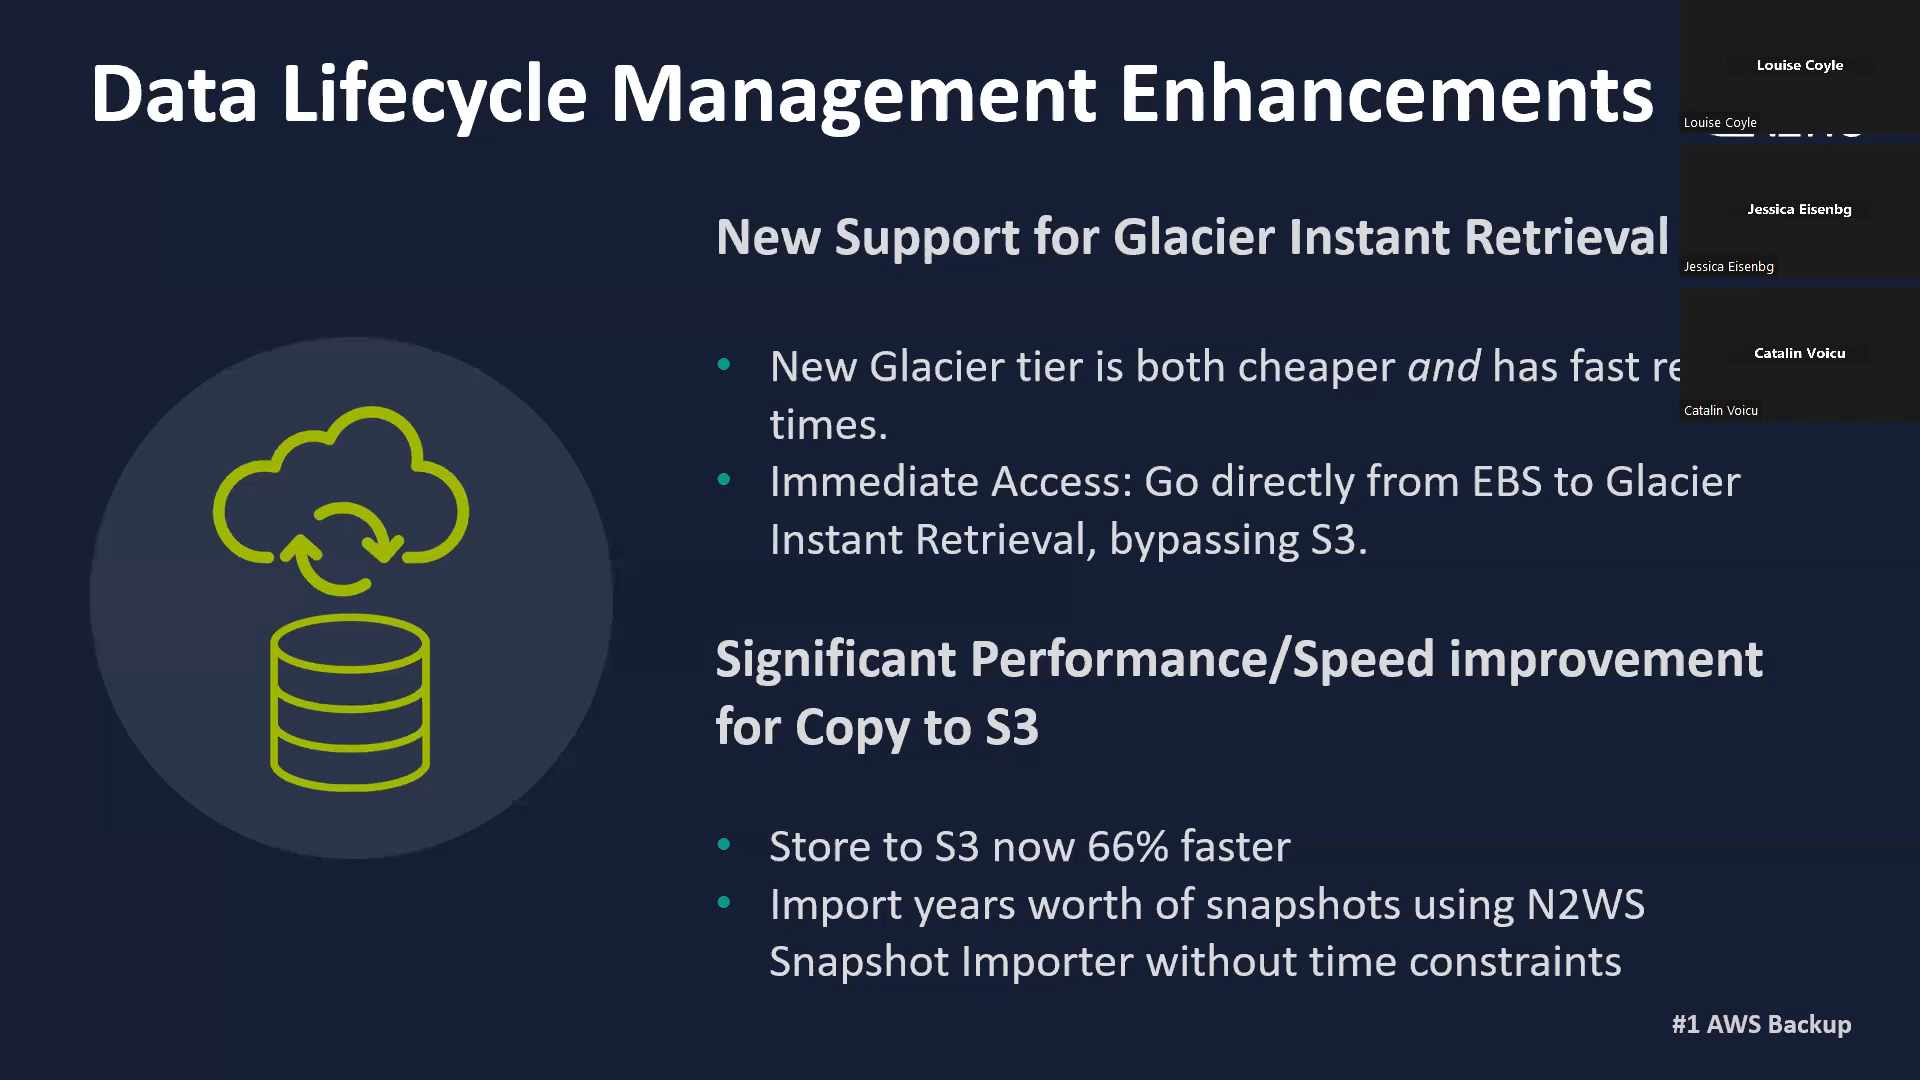 Data Lifecycle Management Enhancements
New Support for Glacier Instant Retrieval
New Glacier tier is both cheaper and has fast
times.
Immediate Access: Go directly from EBS to Glacier
Instant Retrieval, bypassing S3.
Significant Performance/Speed improvement
for Copy to S3
Store to S3 now 66% faster
Import years worth of snapshots using N2WS
Snapshot Importer without time constraints
#1 AWS Backup
Louise Coyle
Louise Coyle
Jessica Eisenbg
Jessica Eisenbg
Catalin Voicu
Catalin Voicu